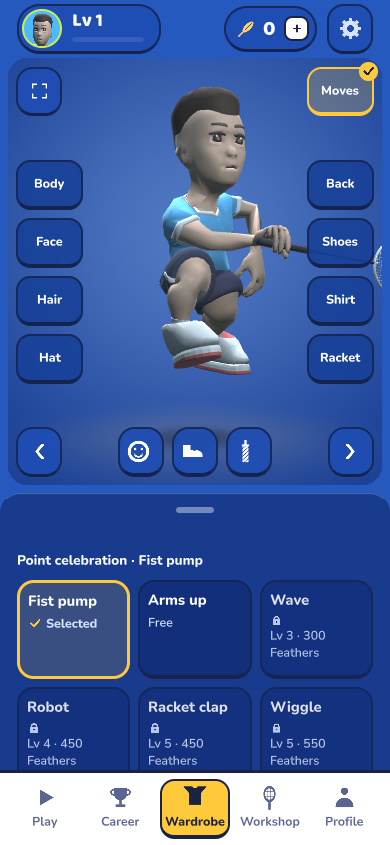 Lv 1
0
+
Moves
Body
Back
Face
Shoes
Hair
Shirt
Hat
Racket
Point celebration · Fist pump
Fist pump
Selected
Arms up
Free
Wave
Lv 3 · 300
Feathers
Robot
Lv 4 · 450
Feathers
Racket clap
Lv 5 · 450
Feathers
Wiggle
Lv 5 · 550
Feathers
Play
Career
Wardrobe
Workshop
Profile